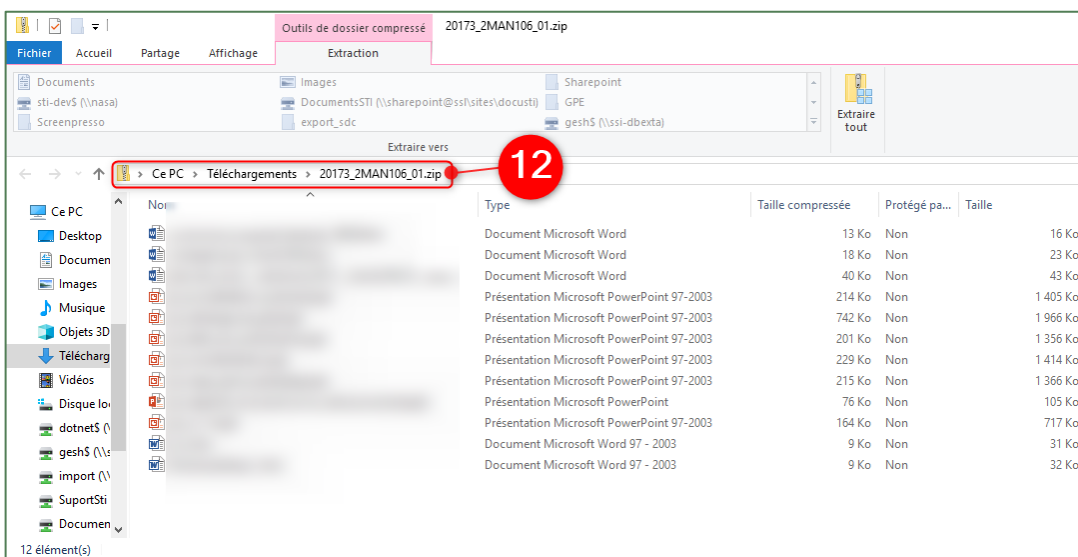 Outils de dossier compressé 20173_2MAN106_01.zip
Fichier Accueil Partage Affichage Extraction
Documents Images Sharepoint
sti-dev$ (\\nasa) DocumentsSTI (\\sharepoint@ssl\sites\docusti) GPE
Screenpresso export_sdc gesh$ (\\ssi-dbexta)
Extraire tout
Extraire vers
Ce PC > Téléchargements > 20173_2MAN106_01.zip 12
Ce PC
Desktop
Documen
Images
Musique
Objets 3D
Télécharg
Vidéos
Disque lo
dotnet$ (\
gesh$ (\\s
import (\\
SuportSti
Documen
Type Taille compressée Protégé pa... Taille
Document Microsoft Word 13 Ko Non 16 Ko
Document Microsoft Word 18 Ko Non 23 Ko
Document Microsoft Word 40 Ko Non 43 Ko
Présentation Microsoft PowerPoint 97-2003 214 Ko Non 1 405 Ko
Présentation Microsoft PowerPoint 97-2003 742 Ko Non 1 966 Ko
Présentation Microsoft PowerPoint 97-2003 201 Ko Non 1 356 Ko
Présentation Microsoft PowerPoint 97-2003 229 Ko Non 1 414 Ko
Présentation Microsoft PowerPoint 97-2003 215 Ko Non 1 366 Ko
Présentation Microsoft PowerPoint 76 Ko Non 105 Ko
Présentation Microsoft PowerPoint 97-2003 164 Ko Non 717 Ko
Document Microsoft Word 97 - 2003 9 Ko Non 31 Ko
Document Microsoft Word 97 - 2003 9 Ko Non 32 Ko
12 élément(s)